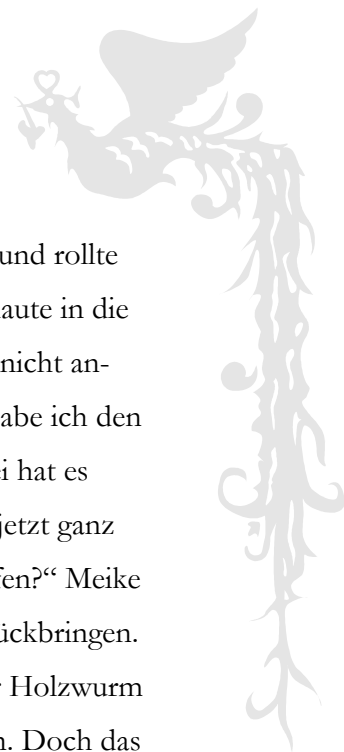 und rollte
aute in die
nicht an-
abe ich den
i hat es
jetzt ganz
fen?“ Meike
ückbringen.
Holzwurm
n. Doch das